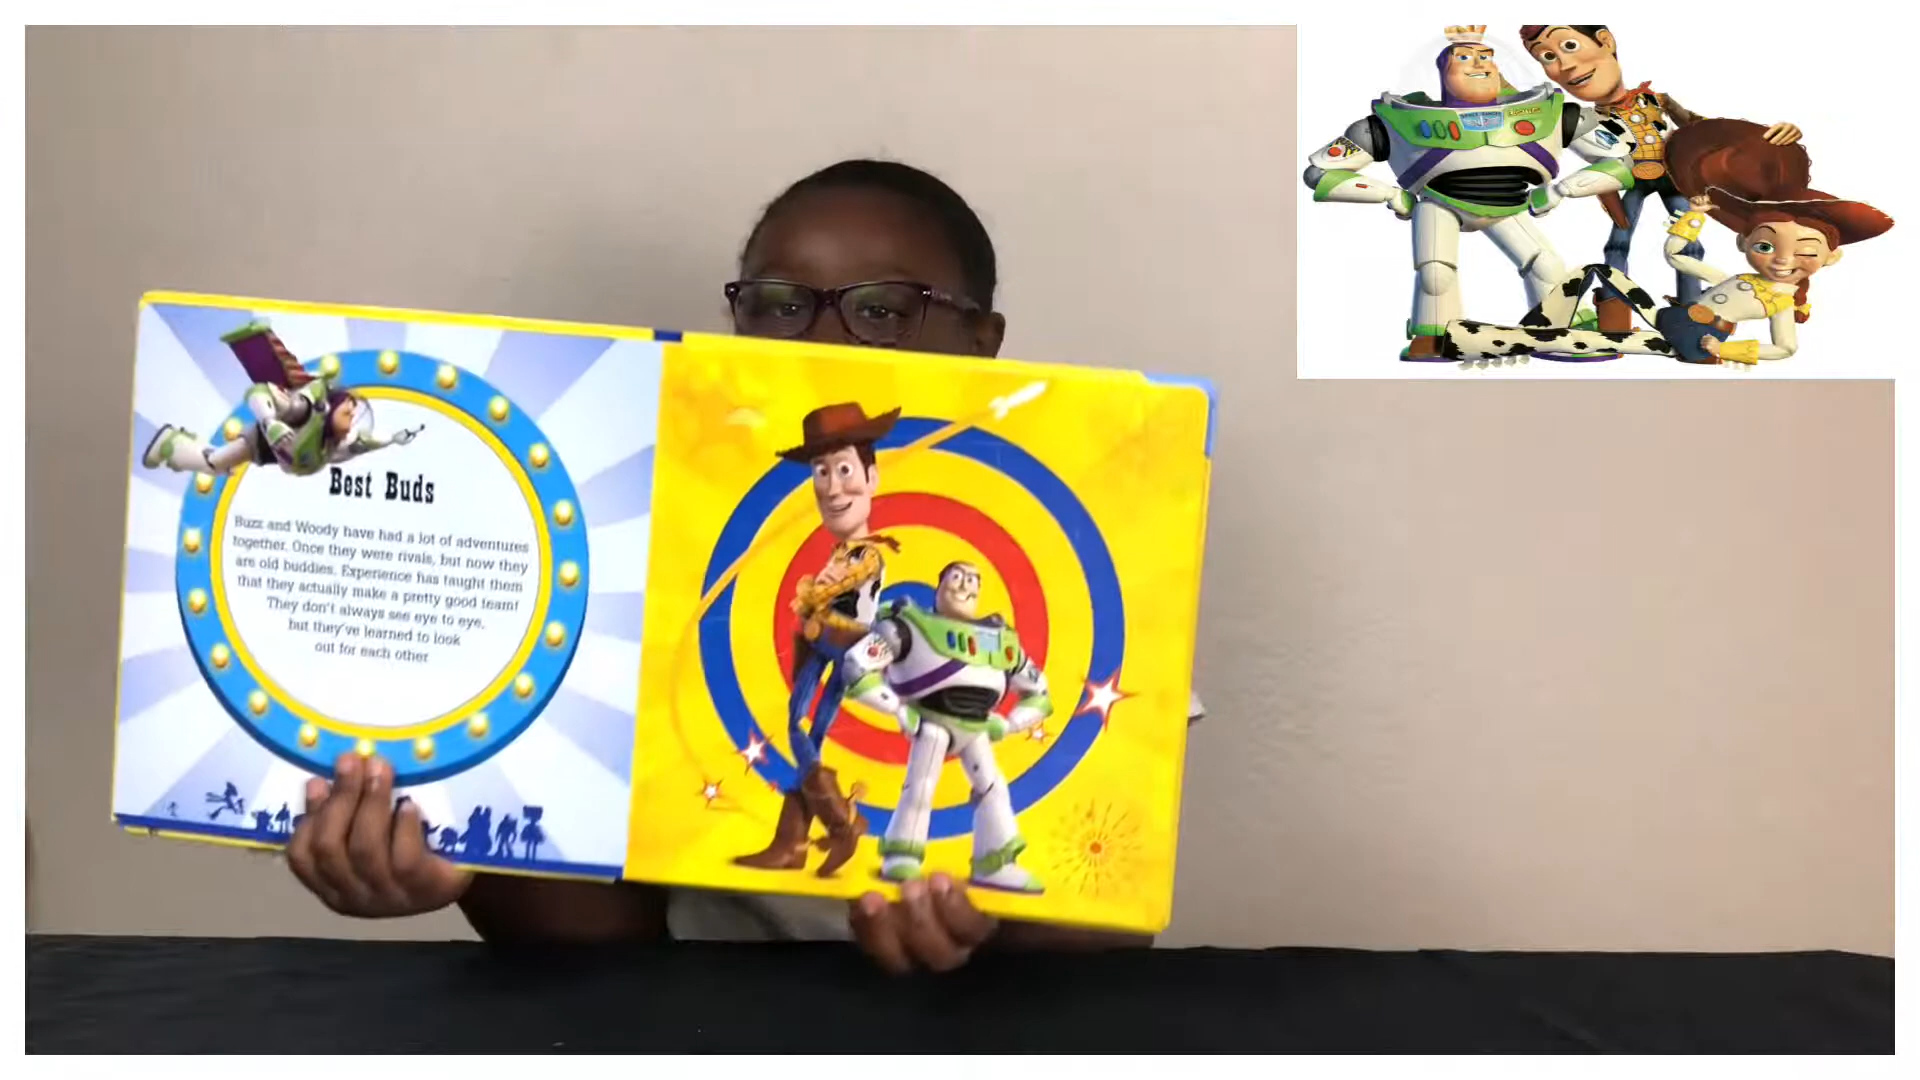 Best Buds
Buzz and Woody have had a lot of adventures
together. Once they were rivals, but now they
are old buddies. Experience has taught them
that they actually make a pretty good team!
They don't always see eye to eye,
but they've learned to look
out for each other